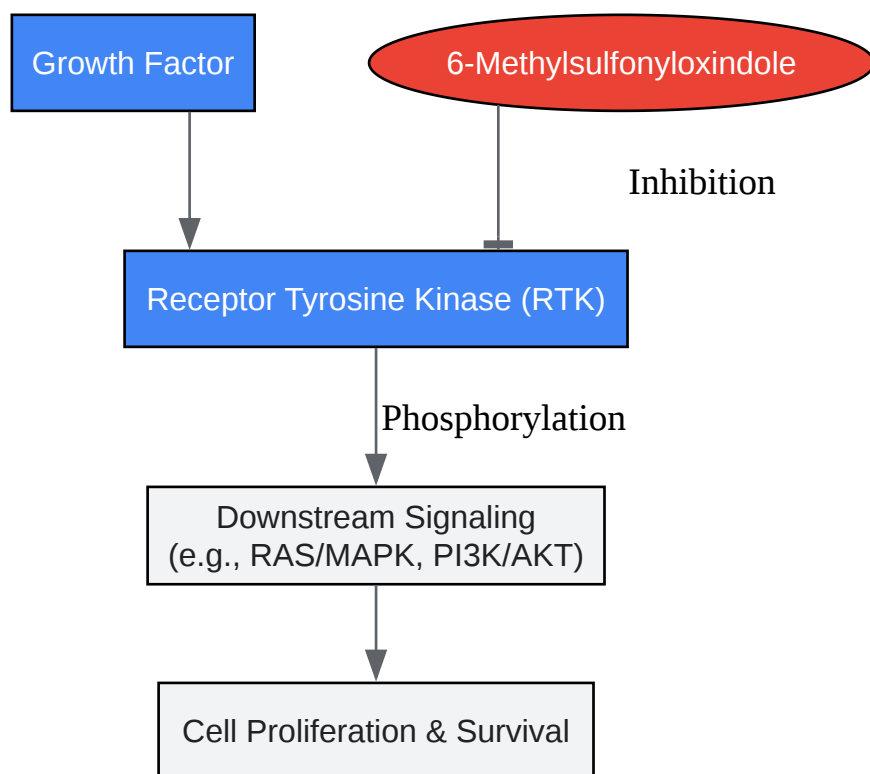 Growth Factor
6-Methylsulfonyloxindole
Inhibition
Receptor Tyrosine Kinase (RTK)
Phosphorylation
Downstream Signaling
(e.g., RAS/MAPK, PI3K/AKT)
Cell Proliferation & Survival